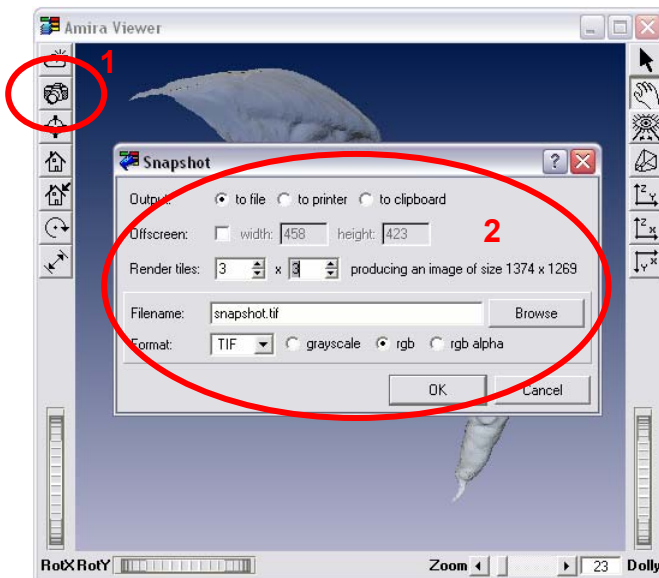 Amira Viewer
1
Snapshot
Output: to file to printer to clipboard
Offscreen: width: 458 height: 423
2
Render tiles: 3 x 3 producing an image of size 1374 x 1269
Filename: snapshot.tif Browse
Format: TIF grayscale rgb rgb alpha
OK Cancel
RotX RotY Zoom 23 Dolly